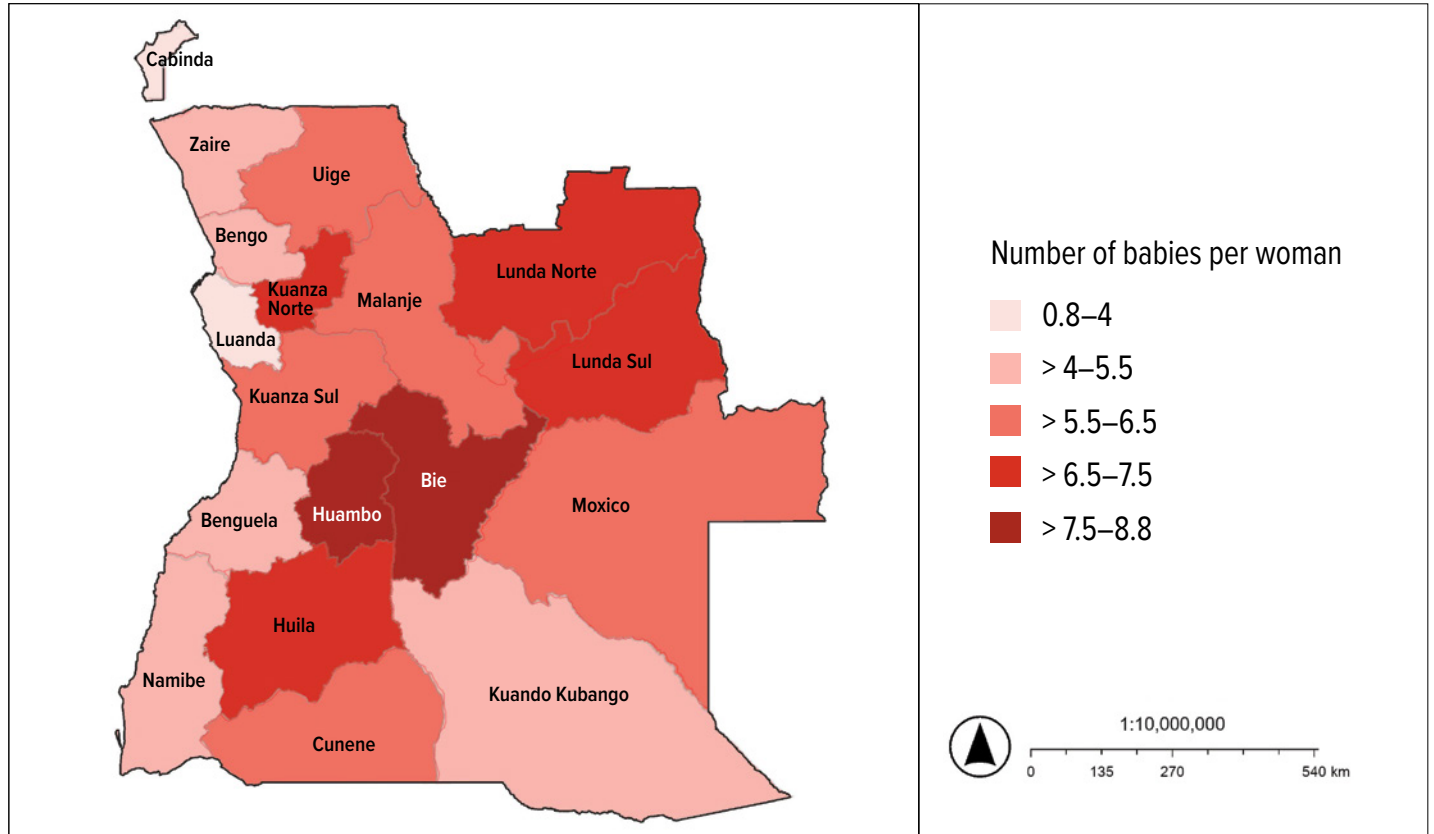 Cabinda
Zaire
Uige
Bengo
Lunda Norte
Kuanza
Norte
Malanje
Luanda
Lunda Sul
Kuanza Sul
Bie
Moxico
Huambo
Benguela
Huila
Namibe
Kuando Kubango
Cunene
Number of babies per woman
0.8–4
> 4–5.5
> 5.5–6.5
> 6.5–7.5
> 7.5–8.8
1:10,000,000
0 135 270 540 km